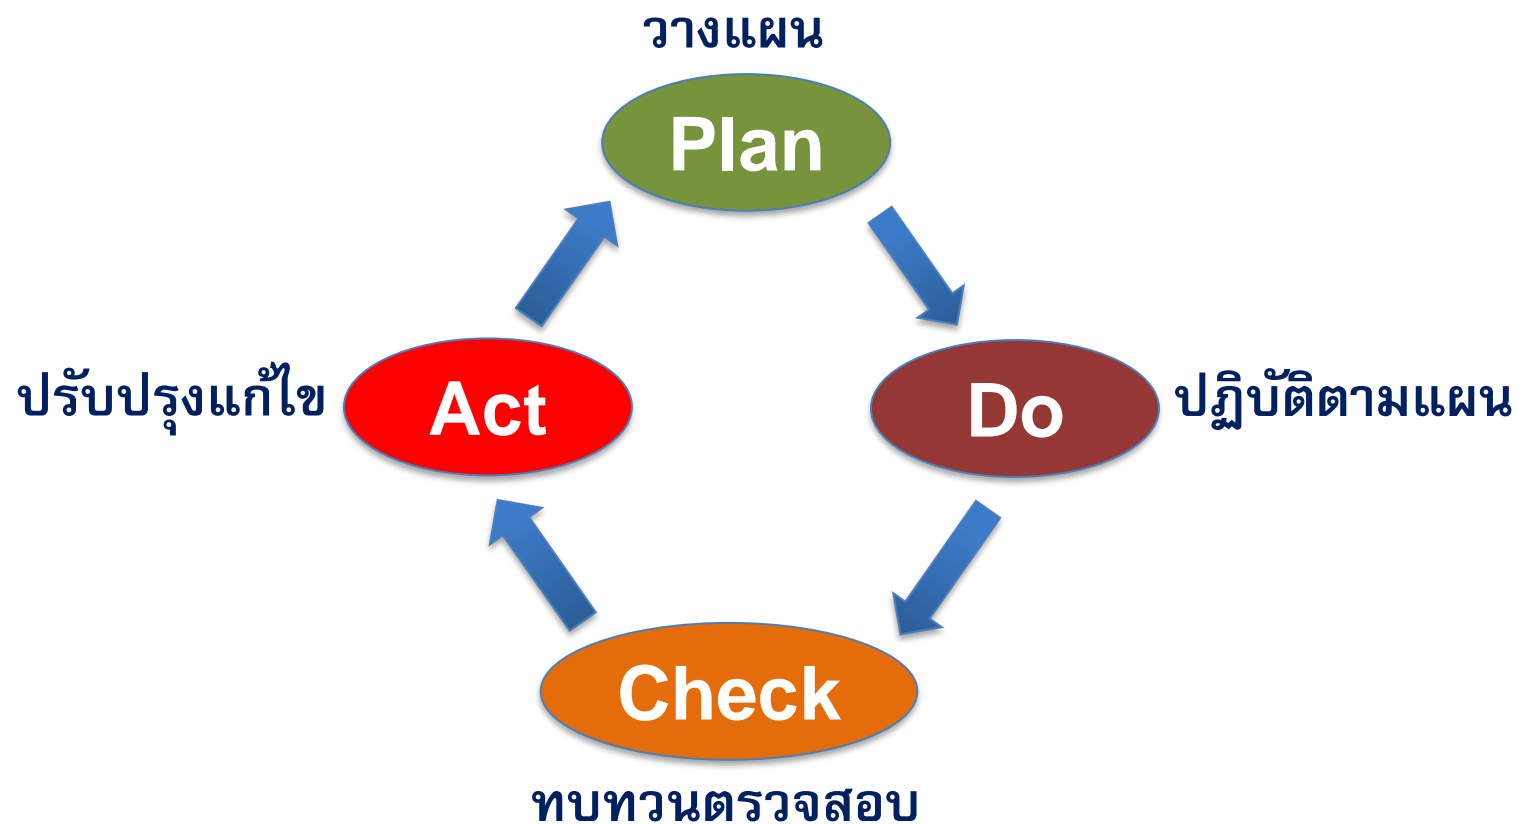 วางแผน
Plan
ปรับปรุงแก้ไข
Act
Do
ปฏิบัติตามแผน
Check
ทบทวนตรวจสอบ